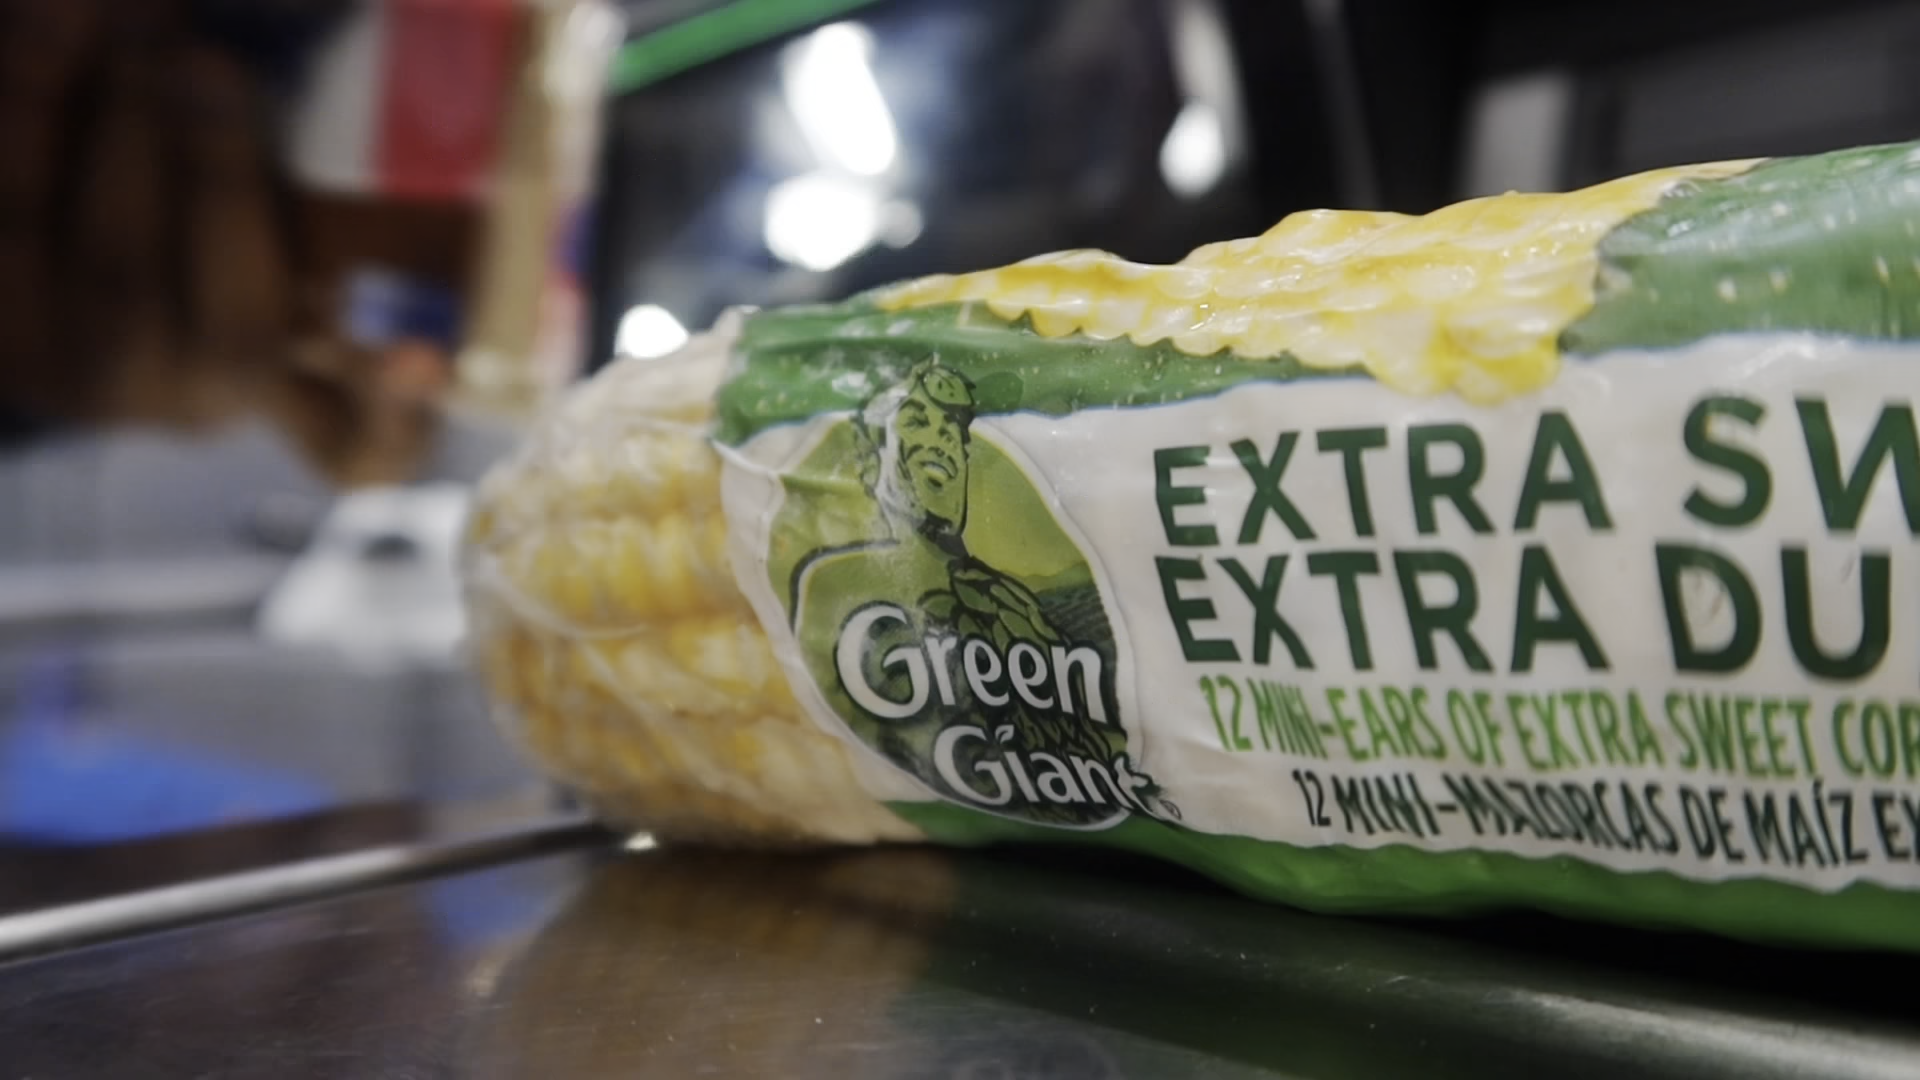 Green
Giant
EXTRA SW
EXTRA DU
12 MINI-EARS OF EXTRA SWEET COR
12 MINI-MAZORCAS DE MAÍZ EX